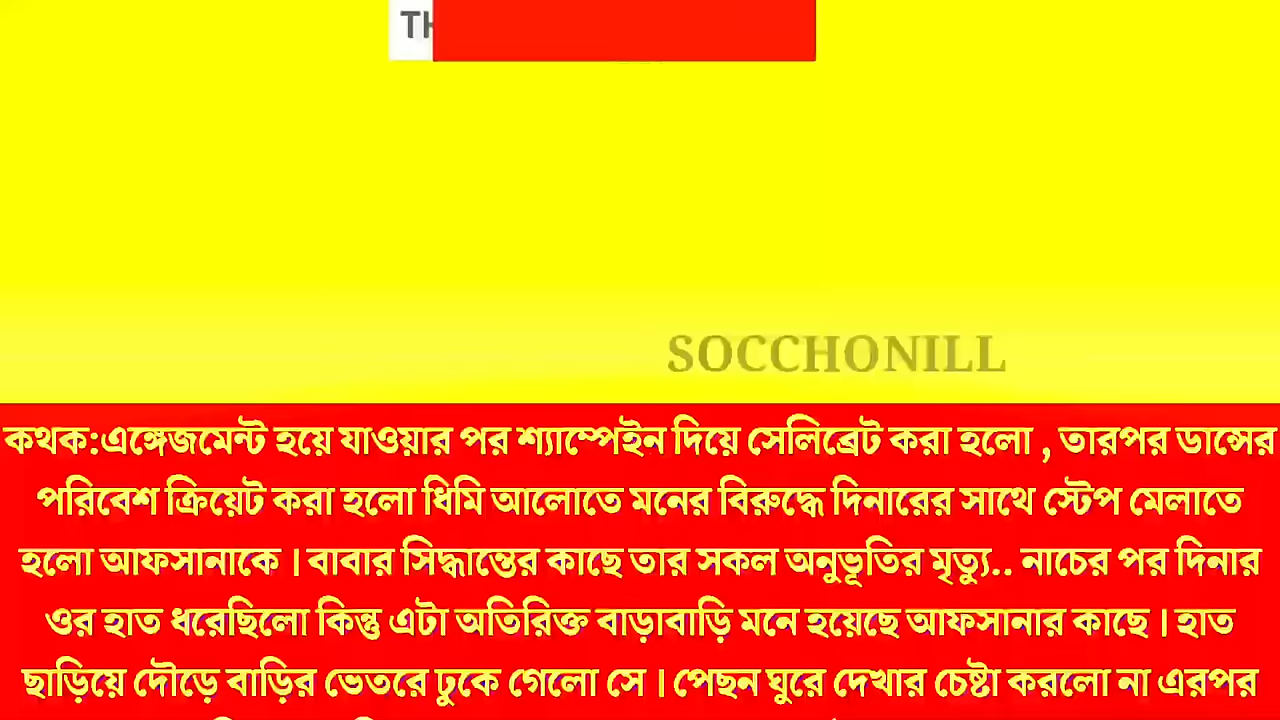 TH
SOCCHONILL
কথক:এঙ্গেজমেন্ট হয়ে যাওয়ার পর শ্যাম্পেইন দিয়ে সেলিব্রেট করা হলো , তারপর ডান্সের
পরিবেশ ক্রিয়েট করা হলো ধিমি আলোতে মনের বিরুদ্ধে দিনারের সাথে স্টেপ মেলাতে
হলো আফসানাকে । বাবার সিদ্ধান্তের কাছে তার সকল অনুভূতির মৃত্যু.. নাচের পর দিনার
ওর হাত ধরেছিলো কিন্তু এটা অতিরিক্ত বাড়াবাড়ি মনে হয়েছে আফসানার কাছে । হাত
ছাড়িয়ে দৌড়ে বাড়ির ভেতরে ঢুকে গেলো সে । পেছন ঘুরে দেখার চেষ্টা করলো না এরপর